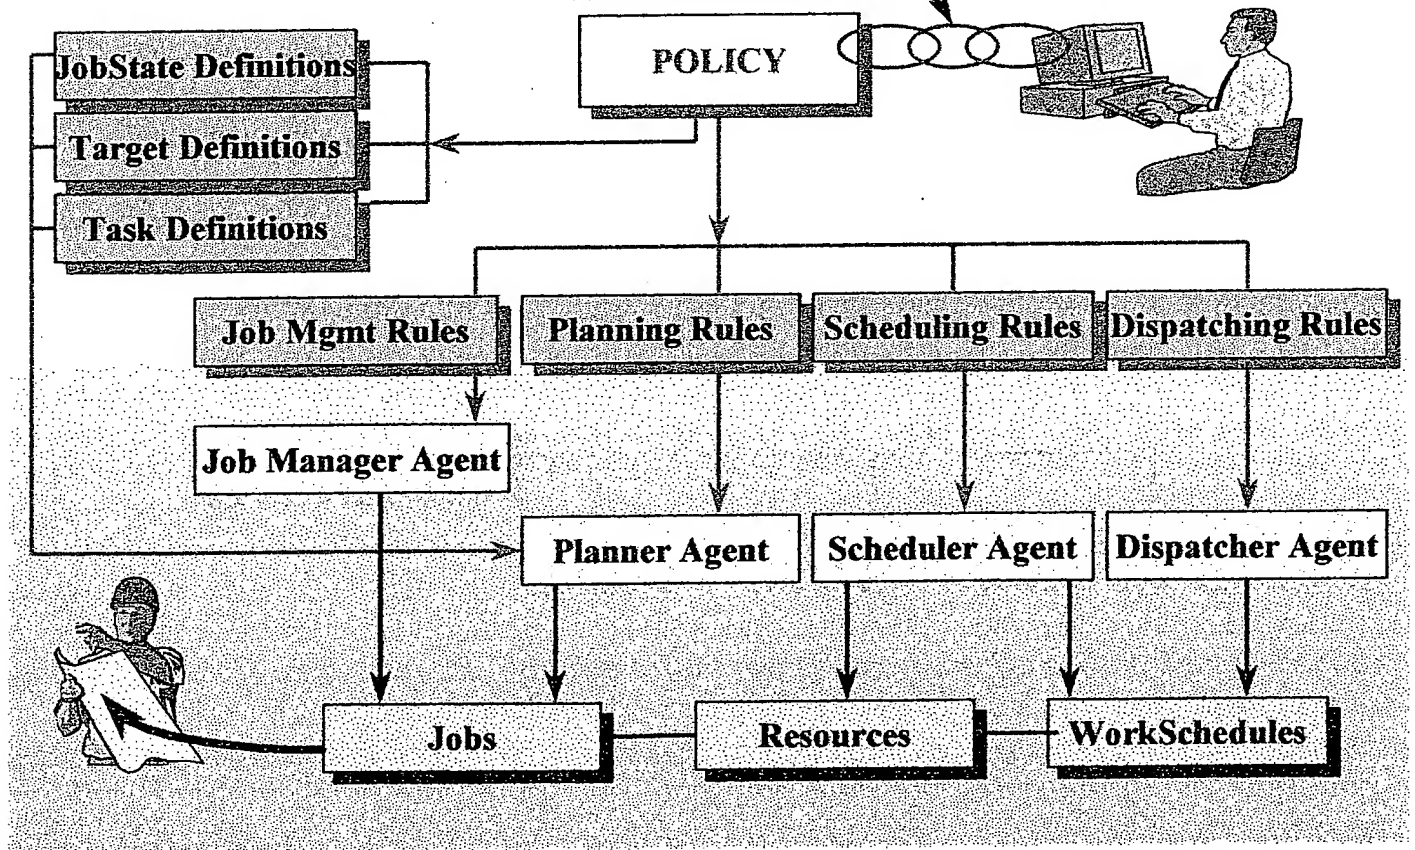 POLICY
JobState Definitions
Target Definitions
Task Definitions
Job Mgmt Rules
Planning Rules
Scheduling Rules
Dispatching Rules
Job Manager Agent
Planner Agent
Scheduler Agent
Dispatcher Agent
Jobs
Resources
WorkSchedules